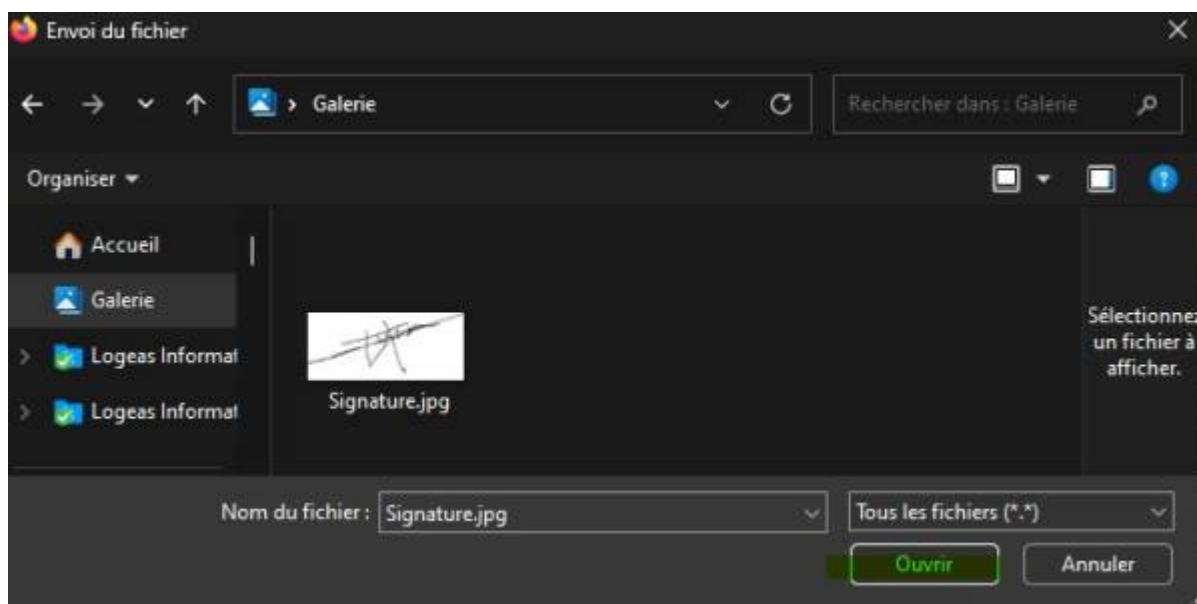 Envoi du fichier
Galerie
Rechercher dans : Galerie
Organiser
Accueil
Galerie
Logeas Informat
Logeas Informat
Signature.jpg
Sélectionnez
un fichier à
afficher.
Nom du fichier : Signature.jpg
Tous les fichiers (*.*)
Ouvrir
Annuler